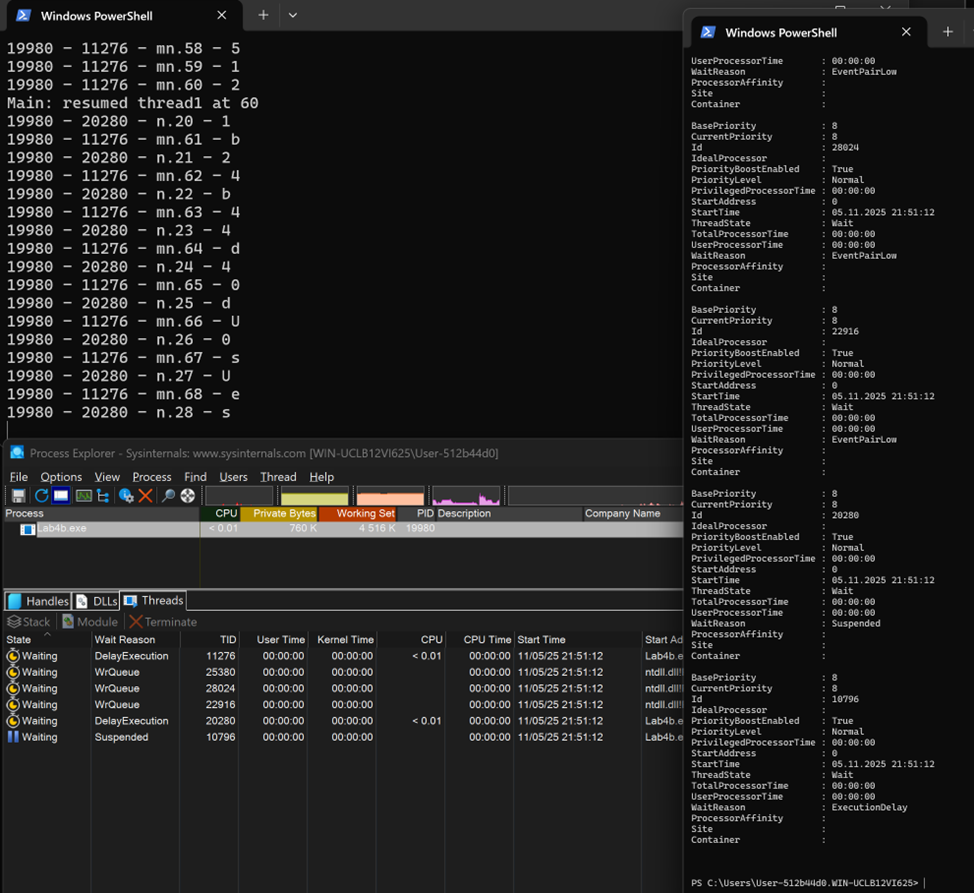 Windows PowerShell
19980 - 11276 - mn.58 - 5
19980 - 11276 - mn.59 - 1
19980 - 11276 - mn.60 - 2
Main: resumed thread1 at 60
19980 - 20280 - n.20 - 1
19980 - 11276 - mn.61 - b
19980 - 20280 - n.21 - 2
19980 - 11276 - mn.62 - 4
19980 - 20280 - n.22 - b
19980 - 11276 - mn.63 - 4
19980 - 20280 - n.23 - 4
19980 - 11276 - mn.64 - d
19980 - 20280 - n.24 - 4
19980 - 11276 - mn.65 - 0
19980 - 20280 - n.25 - d
19980 - 11276 - mn.66 - U
19980 - 20280 - n.26 - 0
19980 - 11276 - mn.67 - s
19980 - 20280 - n.27 - U
19980 - 11276 - mn.68 - e
19980 - 20280 - n.28 - s
Process Explorer - Sysinternals: www.sysinternals.com [WIN-UCLB12VI625\User-512b44d0]
File Options View Process Find Users Thread Help
Process CPU Private Bytes Working Set PID Description Company Name
Lab4b.exe < 0.01 760 K 4 516 K 19980
Handles DLLs Threads
Stack Module Terminate
State Wait Reason TID User Time Kernel Time CPU CPU Time Start Time Start Ad
Waiting DelayExecution 11276 00:00:00 00:00:00 < 0.01 00:00:00 11/05/25 21:51:12 Lab4b.e
Waiting WrQueue 25380 00:00:00 00:00:00 00:00:00 11/05/25 21:51:12 ntdll.dll!
Waiting WrQueue 28024 00:00:00 00:00:00 00:00:00 11/05/25 21:51:12 ntdll.dll!
Waiting WrQueue 22916 00:00:00 00:00:00 00:00:00 11/05/25 21:51:12 ntdll.dll!
Waiting DelayExecution 20280 00:00:00 00:00:00 < 0.01 00:00:00 11/05/25 21:51:12 Lab4b.e
Waiting Suspended 10796 00:00:00 00:00:00 00:00:00 11/05/25 21:51:12 Lab4b.e
Windows PowerShell
UserProcessorTime : 00:00:00
WaitReason : EventPairLow
ProcessorAffinity :
Site :
Container :
BasePriority : 8
CurrentPriority : 8
Id : 28024
IdealProcessor :
PriorityBoostEnabled : True
PriorityLevel : Normal
PrivilegedProcessorTime : 00:00:00
StartAddress : 0
StartTime : 05.11.2025 21:51:12
ThreadState : Wait
TotalProcessorTime : 00:00:00
UserProcessorTime : 00:00:00
WaitReason : EventPairLow
ProcessorAffinity :
Site :
Container :
BasePriority : 8
CurrentPriority : 8
Id : 22916
IdealProcessor :
PriorityBoostEnabled : True
PriorityLevel : Normal
PrivilegedProcessorTime : 00:00:00
StartAddress : 0
StartTime : 05.11.2025 21:51:12
ThreadState : Wait
TotalProcessorTime : 00:00:00
UserProcessorTime : 00:00:00
WaitReason : EventPairLow
ProcessorAffinity :
Site :
Container :
BasePriority : 8
CurrentPriority : 8
Id : 20280
IdealProcessor :
PriorityBoostEnabled : True
PriorityLevel : Normal
PrivilegedProcessorTime : 00:00:00
StartAddress : 0
StartTime : 05.11.2025 21:51:12
ThreadState : Wait
TotalProcessorTime : 00:00:00
UserProcessorTime : 00:00:00
WaitReason : Suspended
ProcessorAffinity :
Site :
Container :
BasePriority : 8
CurrentPriority : 8
Id : 10796
IdealProcessor :
PriorityBoostEnabled : True
PriorityLevel : Normal
PrivilegedProcessorTime : 00:00:00
StartAddress : 0
StartTime : 05.11.2025 21:51:12
ThreadState : Wait
TotalProcessorTime : 00:00:00
UserProcessorTime : 00:00:00
WaitReason : ExecutionDelay
ProcessorAffinity :
Site :
Container :
PS C:\Users\User-512b44d0.WIN-UCLB12VI625>